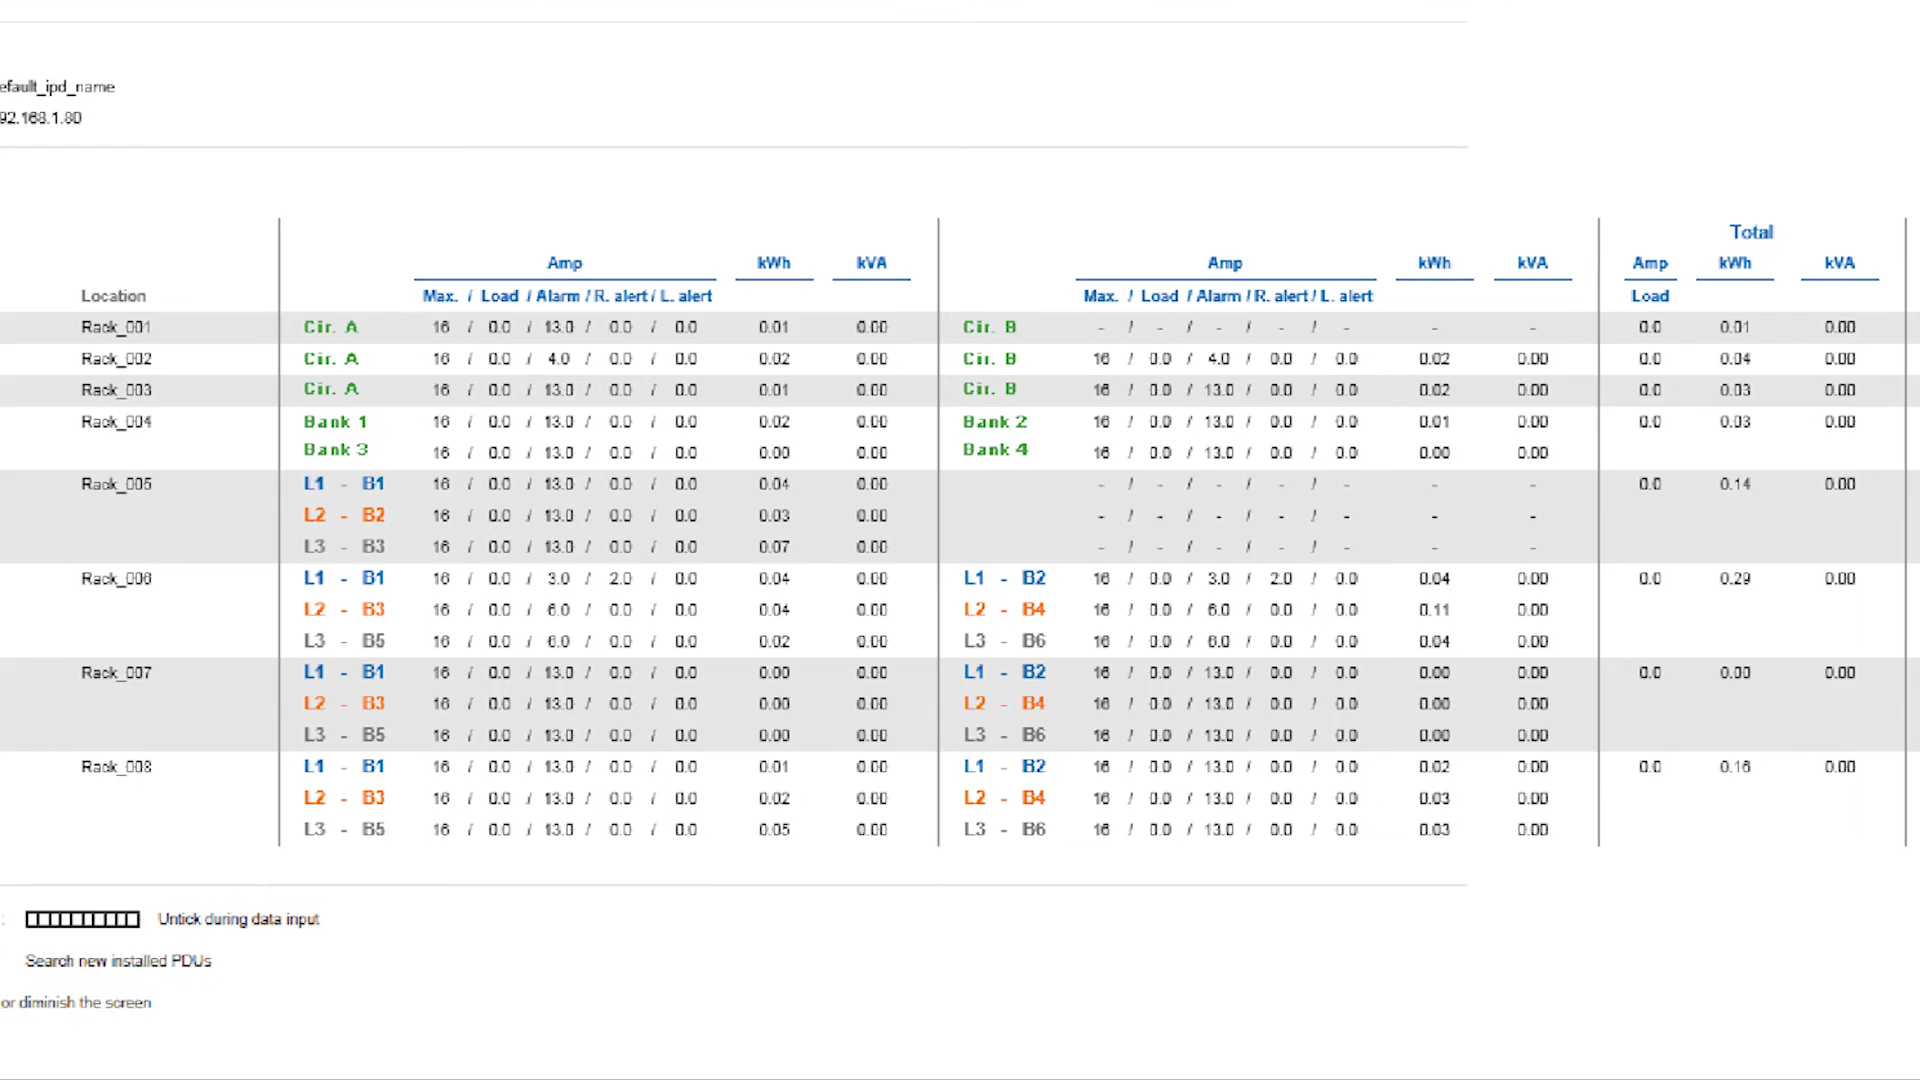 efault_ipd_name
92.168.1.80
Total
Amp kWh kVA Amp kWh kVA Amp kWh kVA
Location Max. / Load / Alarm / R. alert / L. alert Max. / Load / Alarm / R. alert / L. alert Load
Rack_001 Cir. A 16 / 0.0 / 13.0 / 0.0 / 0.0 0.01 0.00 Cir. B - / - / - / - / - - - 0.0 0.01 0.00
Rack_002 Cir. A 16 / 0.0 / 4.0 / 0.0 / 0.0 0.02 0.00 Cir. B 16 / 0.0 / 4.0 / 0.0 / 0.0 0.02 0.00 0.0 0.04 0.00
Rack_003 Cir. A 16 / 0.0 / 13.0 / 0.0 / 0.0 0.01 0.00 Cir. B 16 / 0.0 / 13.0 / 0.0 / 0.0 0.02 0.00 0.0 0.03 0.00
Rack_004 Bank 1 16 / 0.0 / 13.0 / 0.0 / 0.0 0.02 0.00 Bank 2 16 / 0.0 / 13.0 / 0.0 / 0.0 0.01 0.00 0.0 0.03 0.00
Bank 3 16 / 0.0 / 13.0 / 0.0 / 0.0 0.00 0.00 Bank 4 16 / 0.0 / 13.0 / 0.0 / 0.0 0.00 0.00
Rack_005 L1 - B1 16 / 0.0 / 13.0 / 0.0 / 0.0 0.04 0.00 - / - / - / - / - - - 0.0 0.14 0.00
L2 - B2 16 / 0.0 / 13.0 / 0.0 / 0.0 0.03 0.00 - / - / - / - / - - -
L3 - B3 16 / 0.0 / 13.0 / 0.0 / 0.0 0.07 0.00 - / - / - / - / - - -
Rack_006 L1 - B1 16 / 0.0 / 3.0 / 2.0 / 0.0 0.04 0.00 L1 - B2 16 / 0.0 / 3.0 / 2.0 / 0.0 0.04 0.00 0.0 0.29 0.00
L2 - B3 16 / 0.0 / 6.0 / 0.0 / 0.0 0.04 0.00 L2 - B4 16 / 0.0 / 6.0 / 0.0 / 0.0 0.11 0.00
L3 - B5 16 / 0.0 / 6.0 / 0.0 / 0.0 0.02 0.00 L3 - B6 16 / 0.0 / 6.0 / 0.0 / 0.0 0.04 0.00
Rack_007 L1 - B1 16 / 0.0 / 13.0 / 0.0 / 0.0 0.00 0.00 L1 - B2 16 / 0.0 / 13.0 / 0.0 / 0.0 0.00 0.00 0.0 0.00 0.00
L2 - B3 16 / 0.0 / 13.0 / 0.0 / 0.0 0.00 0.00 L2 - B4 16 / 0.0 / 13.0 / 0.0 / 0.0 0.00 0.00
L3 - B5 16 / 0.0 / 13.0 / 0.0 / 0.0 0.00 0.00 L3 - B6 16 / 0.0 / 13.0 / 0.0 / 0.0 0.00 0.00
Rack_008 L1 - B1 16 / 0.0 / 13.0 / 0.0 / 0.0 0.01 0.00 L1 - B2 16 / 0.0 / 13.0 / 0.0 / 0.0 0.02 0.00 0.0 0.16 0.00
L2 - B3 16 / 0.0 / 13.0 / 0.0 / 0.0 0.02 0.00 L2 - B4 16 / 0.0 / 13.0 / 0.0 / 0.0 0.03 0.00
L3 - B5 16 / 0.0 / 13.0 / 0.0 / 0.0 0.05 0.00 L3 - B6 16 / 0.0 / 13.0 / 0.0 / 0.0 0.03 0.00
: Untick during data input
Search new installed PDUs
or diminish the screen